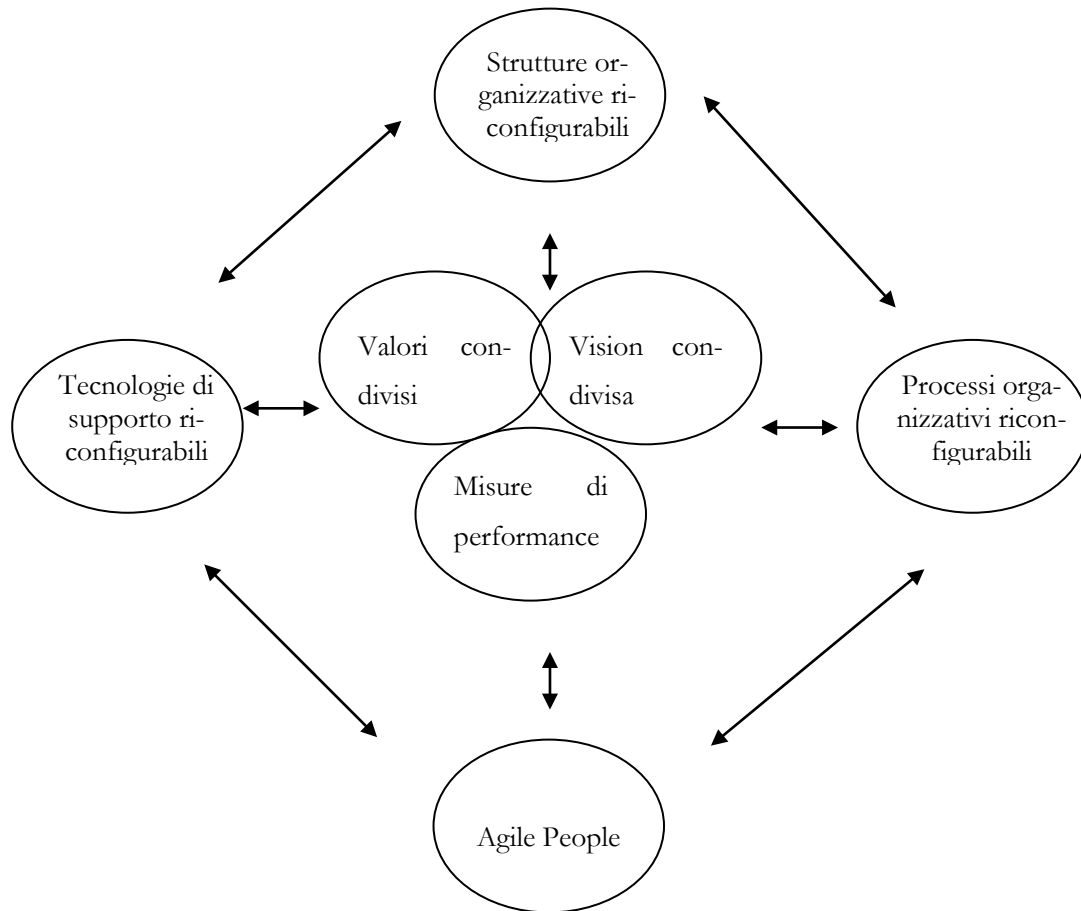 Strutture or-
ganizzative ri-
configurabili
Valori con-
divisi
Vision con-
divisa
Tecnologie di
supporto ri-
configurabili
Processi orga-
nizzativi ricon-
figurabili
Misure di
performance
Agile People